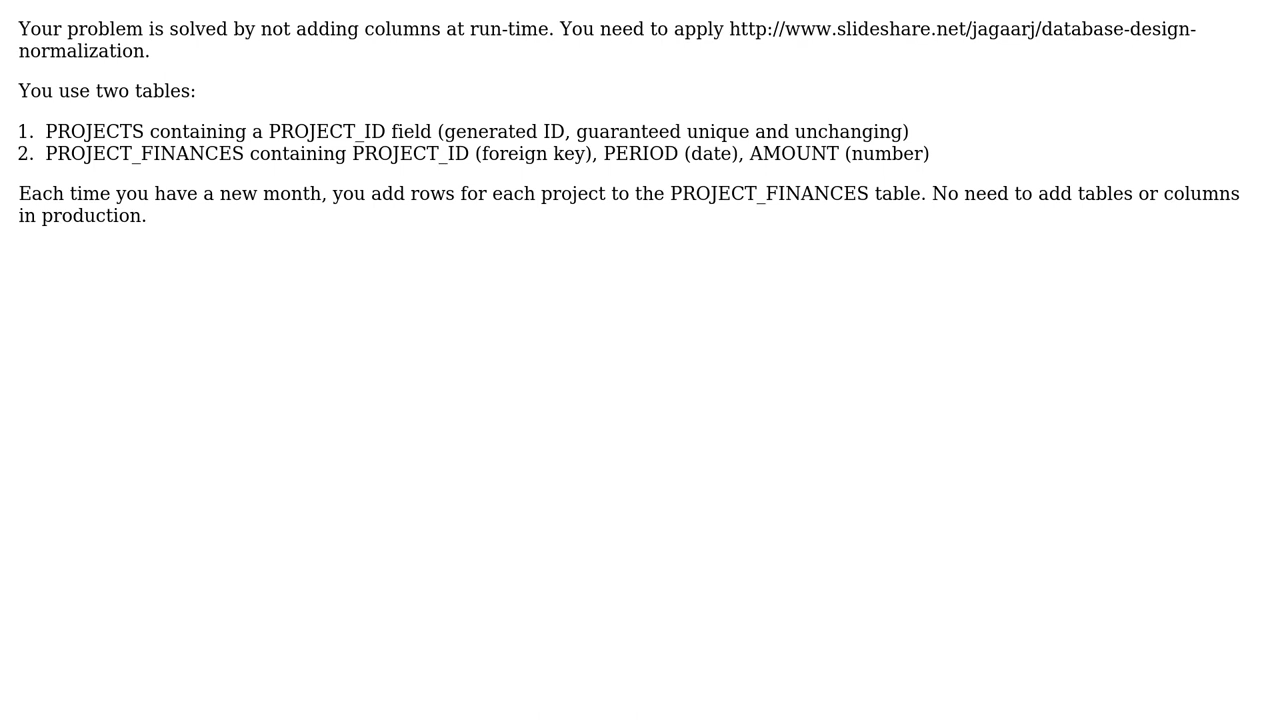 Your problem is solved by not adding columns at run-time. You need to apply http://www.slideshare.net/jagaarj/database-design-
normalization.
You use two tables:
1. PROJECTS containing a PROJECT_ID field (generated ID, guaranteed unique and unchanging)
2. PROJECT_FINANCES containing PROJECT_ID (foreign key), PERIOD (date), AMOUNT (number)
Each time you have a new month, you add rows for each project to the PROJECT_FINANCES table. No need to add tables or columns
in production.